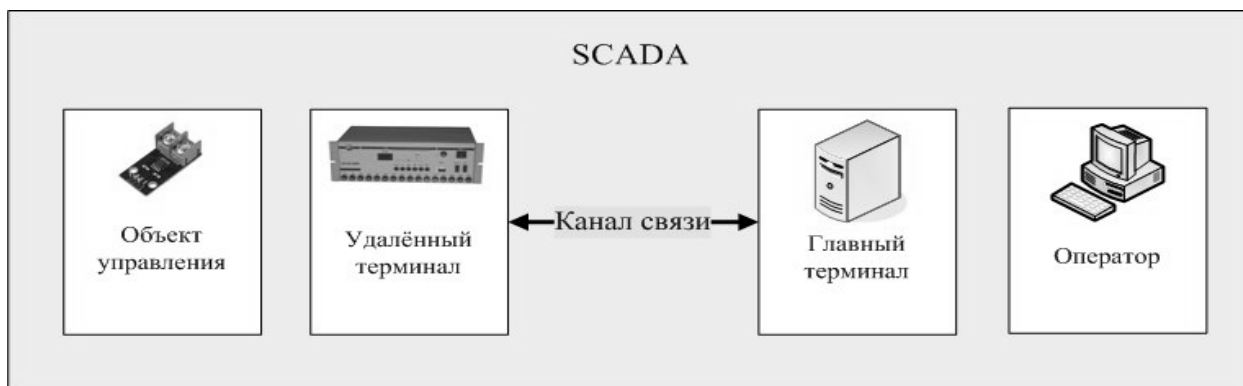 SCADA
Объект
управления
Удалённый
терминал
Канал связи
Главный
терминал
Оператор